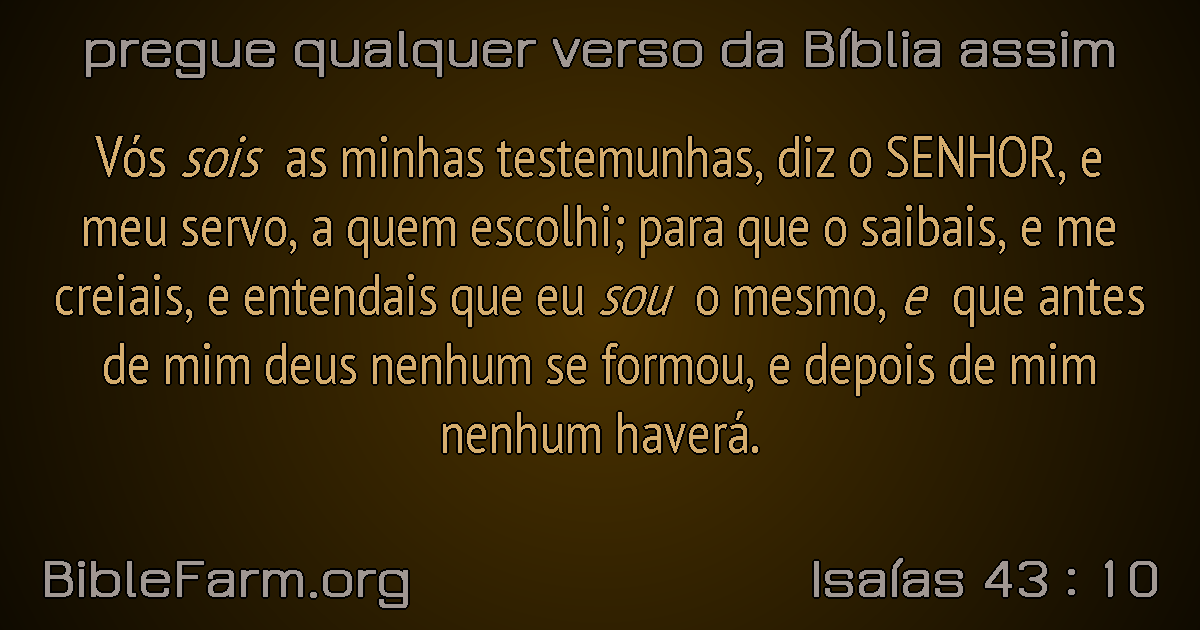 pregue qualquer verso da Bíblia assim
Vós sois as minhas testemunhas, diz o SENHOR, e
meu servo, a quem escolhi; para que o saibais, e me
creiais, e entendais que eu sou o mesmo, e que antes
de mim deus nenhum se formou, e depois de mim
nenhum haverá.
BibleFarm.org
Isaías 43 : 10